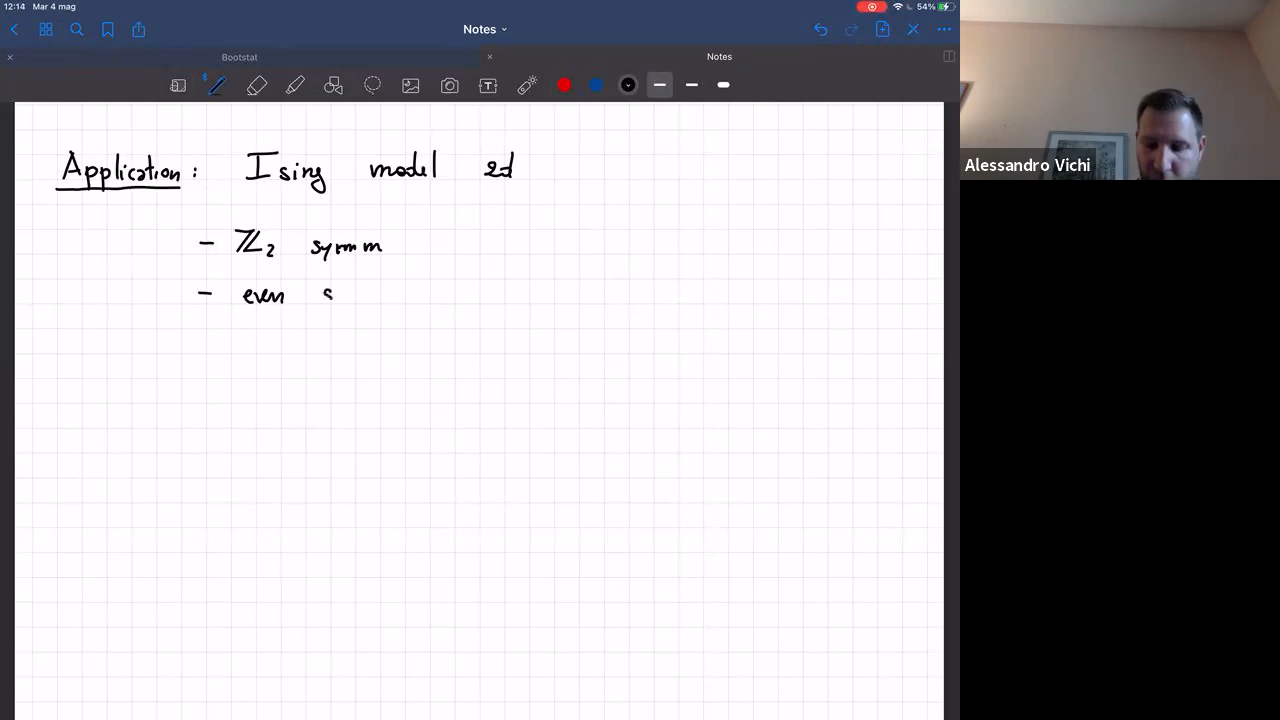 12:14 Mar 4 mag
54%
Notes
Bootstat
Notes
Application: Ising model 2d
- ℤ₂ symm
- even s
Alessandro Vichi